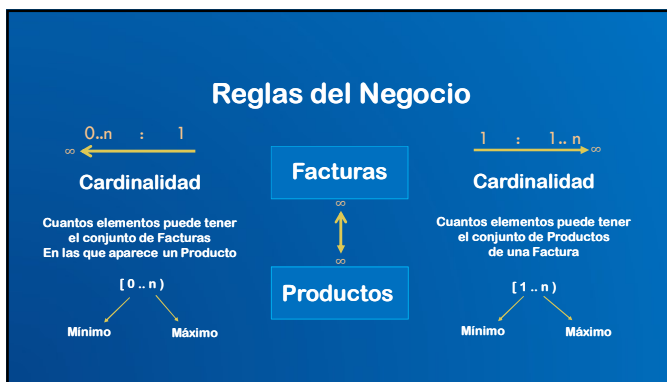 Reglas del Negocio
0..n : 1
∞
Cardinalidad
Cuantos elementos puede tener
el conjunto de Facturas
En las que aparece un Producto
[ 0 .. n )
Mínimo
Máximo
Facturas
∞
∞
Productos
1 : 1.. n
∞
Cardinalidad
Cuantos elementos puede tener
el conjunto de Productos
de una Factura
[ 1 .. n )
Mínimo
Máximo